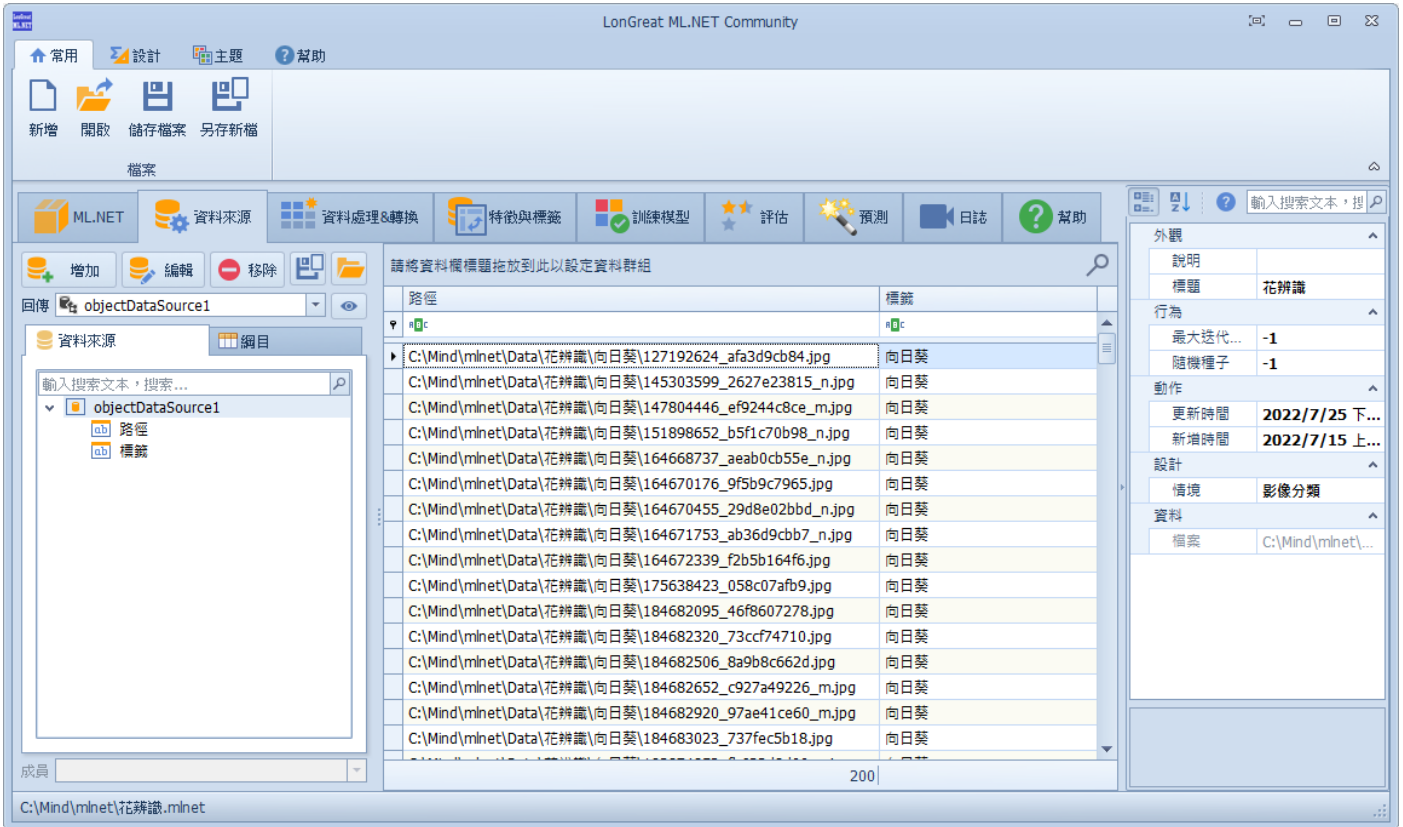 LonGreat ML.NET
LonGreat ML.NET Community
常用 設計 主題 幫助
新增 開啟 儲存檔案 另存新檔
檔案
ML.NET 資料來源 資料處理&轉換 特徵與標籤 訓練模型 評估 預測 日誌 幫助
增加 編輯 移除
回傳 objectDataSource1
資料來源 綱目
輸入搜索文本，搜索...
objectDataSource1
ab 路徑
ab 標籤
成員
請將資料欄標題拖放到此以設定資料群組
路徑 標籤
ABC ABC
C:\Mind\mlnet\Data\花辨識\向日葵\127192624_afa3d9cb84.jpg 向日葵
C:\Mind\mlnet\Data\花辨識\向日葵\145303599_2627e23815_n.jpg 向日葵
C:\Mind\mlnet\Data\花辨識\向日葵\147804446_ef9244c8ce_m.jpg 向日葵
C:\Mind\mlnet\Data\花辨識\向日葵\151898652_b5f1c70b98_n.jpg 向日葵
C:\Mind\mlnet\Data\花辨識\向日葵\164668737_aeab0cb55e_n.jpg 向日葵
C:\Mind\mlnet\Data\花辨識\向日葵\164670176_9f5b9c7965.jpg 向日葵
C:\Mind\mlnet\Data\花辨識\向日葵\164670455_29d8e02bbd_n.jpg 向日葵
C:\Mind\mlnet\Data\花辨識\向日葵\164671753_ab36d9cbb7_n.jpg 向日葵
C:\Mind\mlnet\Data\花辨識\向日葵\164672339_f2b5b164f6.jpg 向日葵
C:\Mind\mlnet\Data\花辨識\向日葵\175638423_058c07afb9.jpg 向日葵
C:\Mind\mlnet\Data\花辨識\向日葵\184682095_46f8607278.jpg 向日葵
C:\Mind\mlnet\Data\花辨識\向日葵\184682320_73ccf74710.jpg 向日葵
C:\Mind\mlnet\Data\花辨識\向日葵\184682506_8a9b8c662d.jpg 向日葵
C:\Mind\mlnet\Data\花辨識\向日葵\184682652_c927a49226_m.jpg 向日葵
C:\Mind\mlnet\Data\花辨識\向日葵\184682920_97ae41ce60_m.jpg 向日葵
C:\Mind\mlnet\Data\花辨識\向日葵\184683023_737fec5b18.jpg 向日葵
200
輸入搜索文本，搜
外觀
說明
標題 花辨識
行為
最大迭代... -1
隨機種子 -1
動作
更新時間 2022/7/25 下...
新增時間 2022/7/15 上...
設計
情境 影像分類
資料
檔案 C:\Mind\mlnet\...
C:\Mind\mlnet\花辨識.mlnet